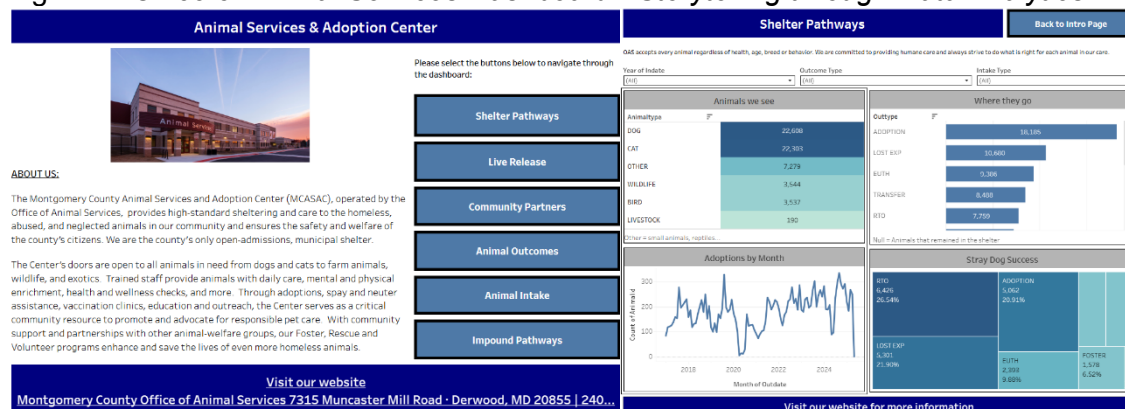 Animal Services & Adoption Center
Animal Services
Please select the buttons below to navigate through
the dashboard:
Shelter Pathways
Live Release
Community Partners
Animal Outcomes
Animal Intake
Impound Pathways
ABOUT US:
The Montgomery County Animal Services and Adoption Center (MCASAC), operated by the
Office of Animal Services, provides high-standard sheltering and care to the homeless,
abused, and neglected animals in our community and ensures the safety and welfare of
the county's citizens. We are the county's only open-admissions, municipal shelter.
The Center's doors are open to all animals in need from dogs and cats to farm animals,
wildlife, and exotics. Trained staff provide animals with daily care, mental and physical
enrichment, health and wellness checks, and more. Through adoptions, spay and neuter
assistance, vaccination clinics, education and outreach, the Center serves as a critical
community resource to promote and advocate for responsible pet care. With community
support and partnerships with other animal-welfare groups, our Foster, Rescue and
Volunteer programs enhance and save the lives of even more homeless animals.
Visit our website
Montgomery County Office of Animal Services 7315 Muncaster Mill Road · Derwood, MD 20855 | 240...
Shelter Pathways
Back to Intro Page
OAS accepts every animal regardless of health, age, breed or behavior. We are committed to providing humane care and always strive to do what is right for each animal in our care.
Year of Indate
(All)
Outcome Type
(All)
Intake Type
(All)
Animals we see
Animaltype
DOG 22,608
CAT 22,383
OTHER 7,279
WILDLIFE 3,644
BIRD 3,537
LIVESTOCK 190
Other = small animals, reptiles...
Where they go
Outtype
ADOPTION 18,185
LOST EXP 10,680
EUTH 9,386
TRANSFER 8,488
RTO 7,759
Null = Animals that remained in the shelter
Adoptions by Month
Count of Animalid
300
200
100
0
2018 2020 2022 2024
Month of Outdate
Stray Dog Success
RTO
6,426
26.54%
LOST EXP
5,301
21.90%
ADOPTION
5,062
20.91%
EUTH
2,393
9.88%
FOSTER
1,578
6.52%
Visit our website for more information